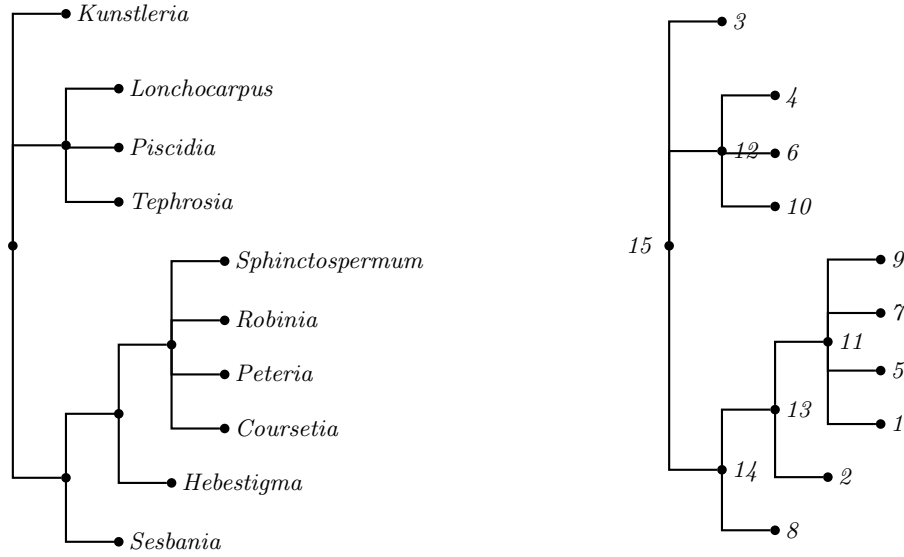 Kunstleria
Lonchocarpus
Piscidia
Tephrosia
Sphinctospermum
Robinia
Peteria
Coursetia
Hebestigma
Sesbania
3
4
12
6
10
15
9
7
11
5
13
1
14
2
8